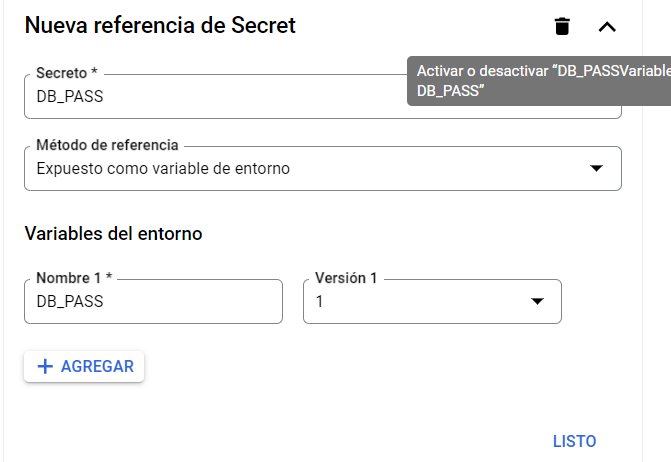 Nueva referencia de Secret
Secreto *
DB_PASS
Activar o desactivar “DB_PASSVariable
DB_PASS”
Método de referencia
Expuesto como variable de entorno
Variables del entorno
Nombre 1 *
DB_PASS
Versión 1
1
AGREGAR
LISTO